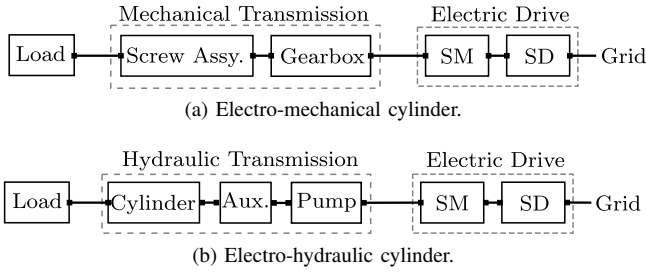 Mechanical Transmission Electric Drive
Load Screw Assy. Gearbox SM SD Grid
(a) Electro-mechanical cylinder.
Hydraulic Transmission Electric Drive
Load Cylinder Aux. Pump SM SD Grid
(b) Electro-hydraulic cylinder.